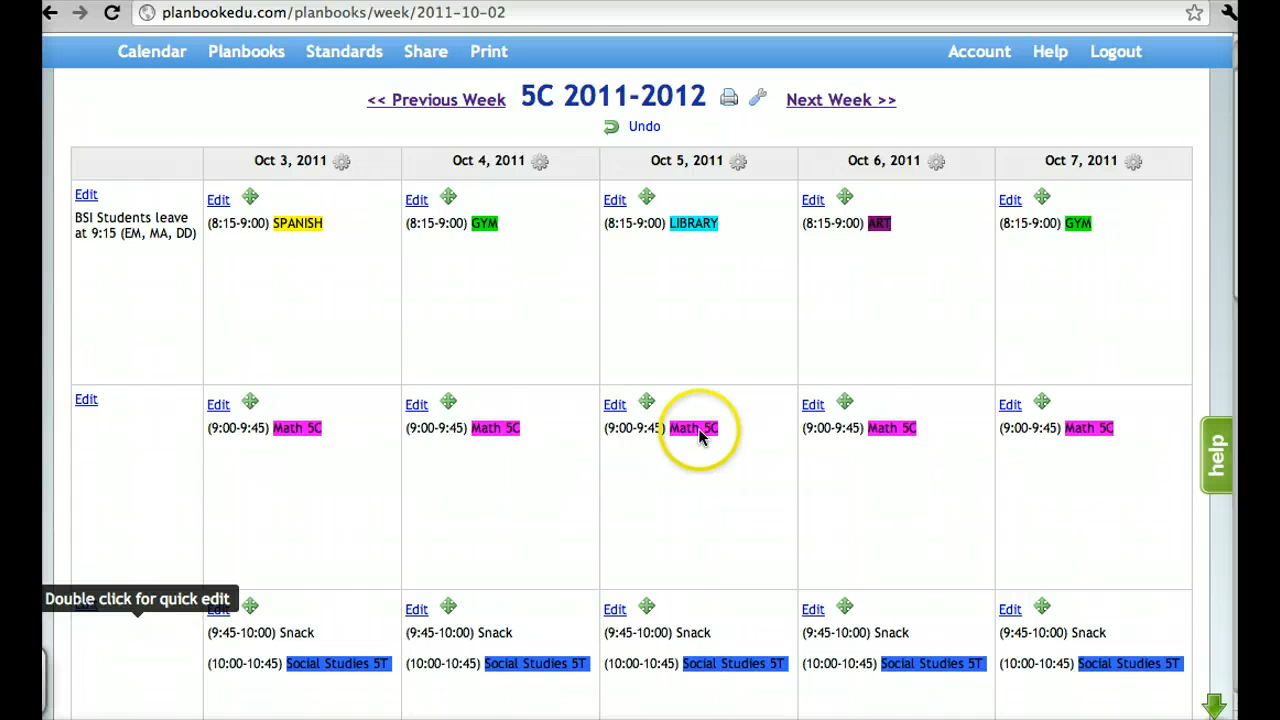 planbookedu.com/planbooks/week/2011-10-02
Calendar Planbooks Standards Share Print Account Help Logout
<< Previous Week 5C 2011-2012 Next Week >>
Undo
Oct 3, 2011 Oct 4, 2011 Oct 5, 2011 Oct 6, 2011 Oct 7, 2011
Edit Edit Edit Edit Edit Edit
BSI Students leave
at 9:15 (EM, MA, DD)
(8:15-9:00) SPANISH (8:15-9:00) GYM (8:15-9:00) LIBRARY (8:15-9:00) ART (8:15-9:00) GYM
Edit Edit Edit Edit Edit Edit
(9:00-9:45) Math 5C (9:00-9:45) Math 5C (9:00-9:45) Math 5C (9:00-9:45) Math 5C (9:00-9:45) Math 5C
help
Double click for quick edit
Edit Edit Edit Edit Edit
(9:45-10:00) Snack (9:45-10:00) Snack (9:45-10:00) Snack (9:45-10:00) Snack (9:45-10:00) Snack
(10:00-10:45) Social Studies 5T (10:00-10:45) Social Studies 5T (10:00-10:45) Social Studies 5T (10:00-10:45) Social Studies 5T (10:00-10:45) Social Studies 5T